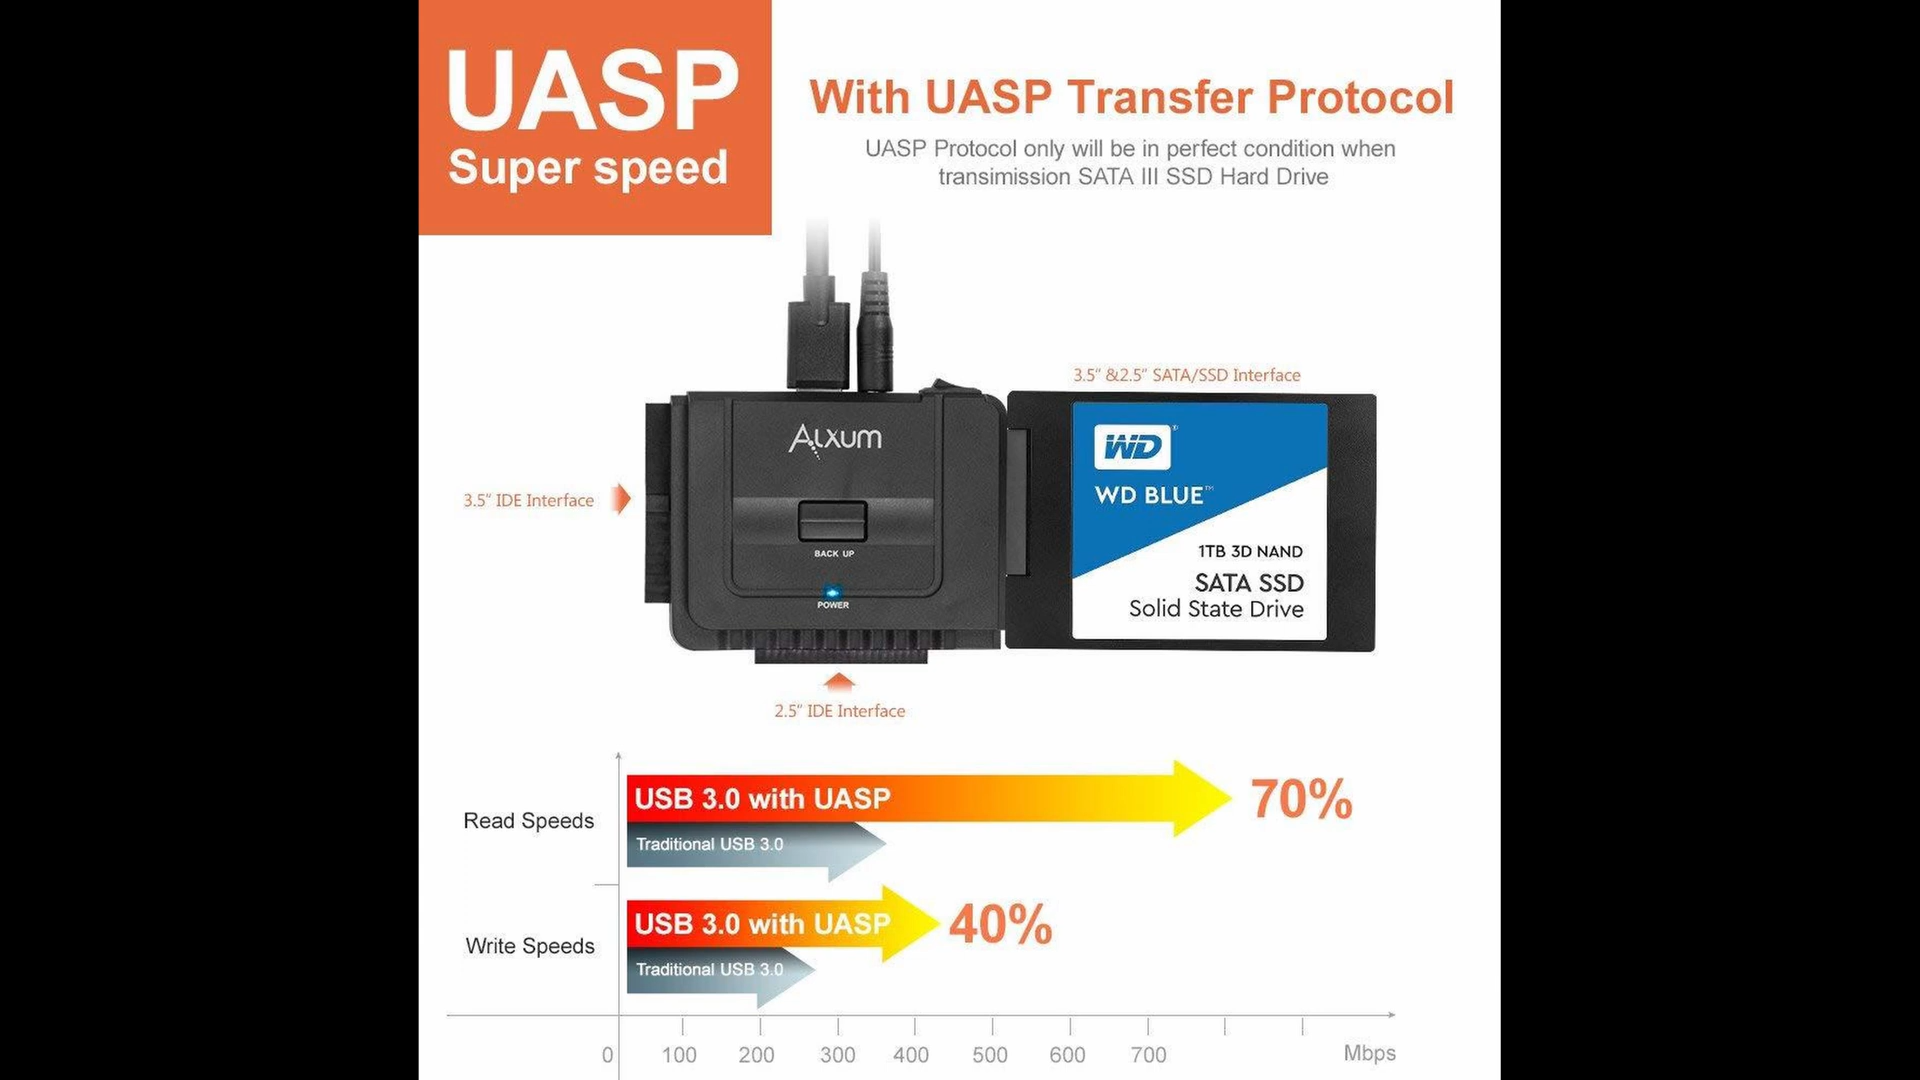 UASP
Super speed
With UASP Transfer Protocol
UASP Protocol only will be in perfect condition when
transimission SATA III SSD Hard Drive
3.5" &2.5" SATA/SSD Interface
ALXUM
WD®
WD BLUE™
3.5" IDE Interface
BACK UP
1TB 3D NAND
SATA SSD
POWER
Solid State Drive
2.5" IDE Interface
Read Speeds
USB 3.0 with UASP
70%
Traditional USB 3.0
Write Speeds
USB 3.0 with UASP
40%
Traditional USB 3.0
0 100 200 300 400 500 600 700 Mbps